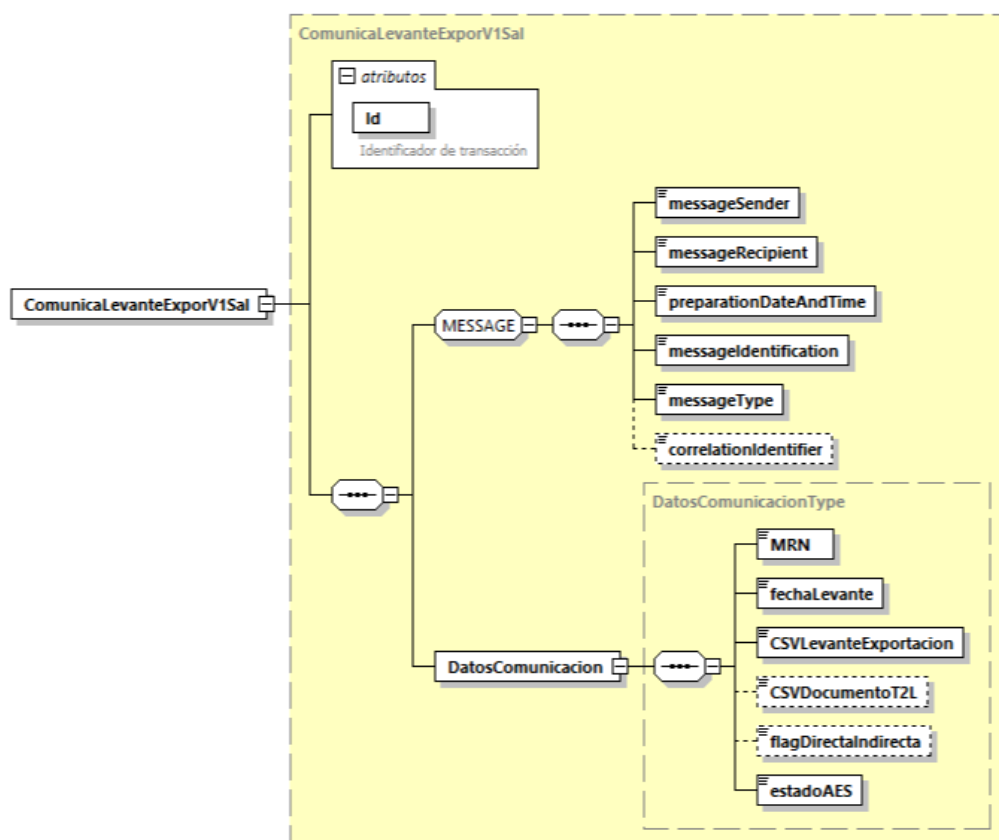 ComunicaLevanteExporV1Sal
atributos
Id
Identificador de transacción
messageSender
messageRecipient
preparationDateAndTime
messageIdentification
messageType
correlationIdentifier
MESSAGE
ComunicaLevanteExporV1Sal
DatosComunicacionType
MRN
fechaLevante
CSVLevanteExportacion
CSVDocumentoT2L
flagDirectaIndirecta
estadoAES
DatosComunicacion